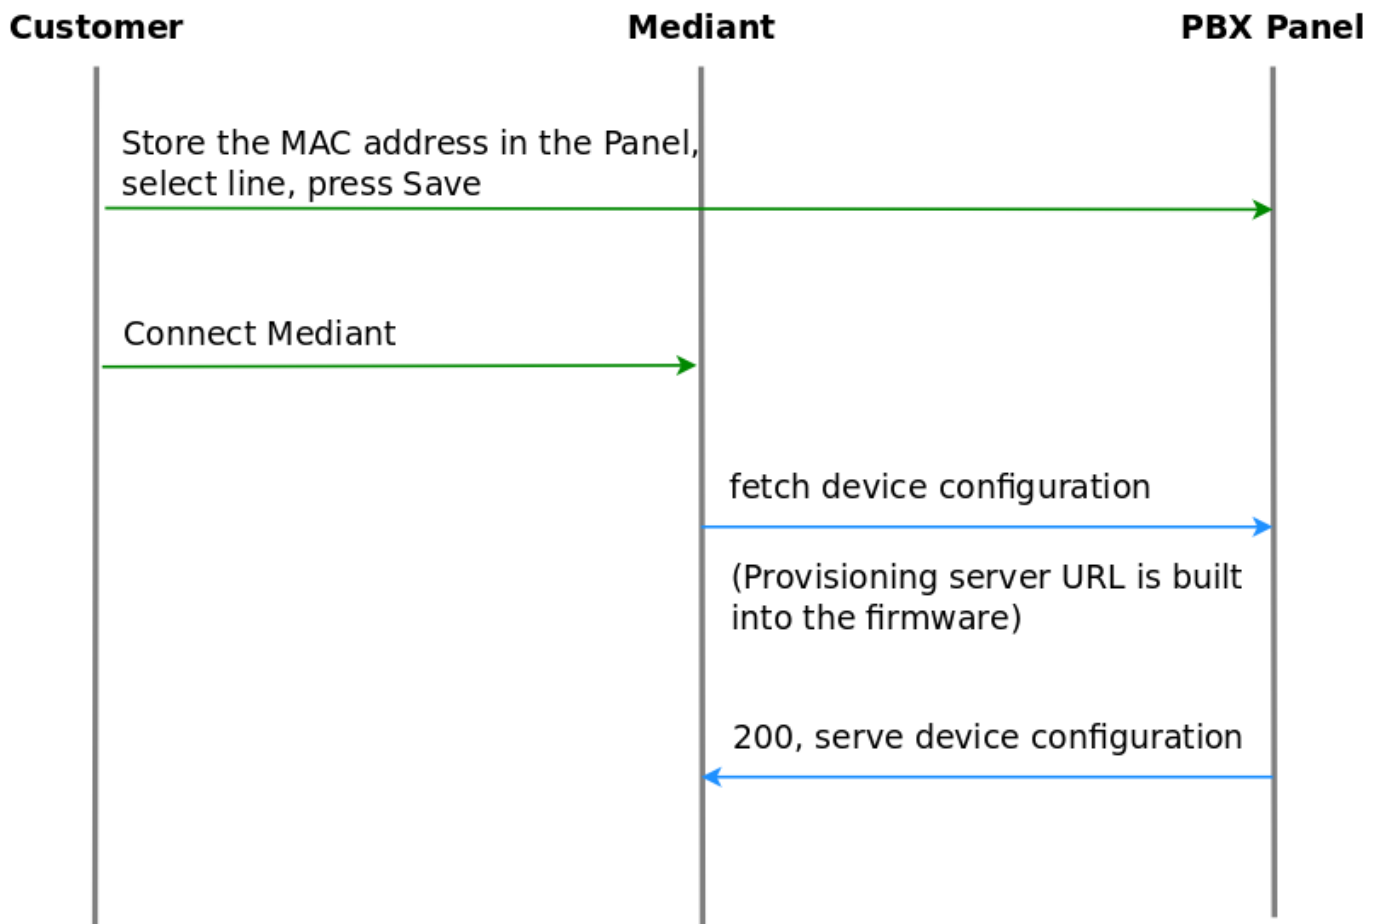 Customer
Mediant
PBX Panel
Store the MAC address in the Panel,
select line, press Save
Connect Mediant
fetch device configuration
(Provisioning server URL is built
into the firmware)
200, serve device configuration